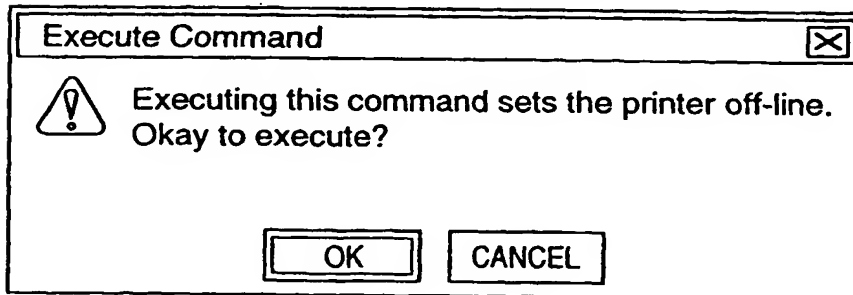 Execute Command
Executing this command sets the printer off-line.
Okay to execute?
OK CANCEL